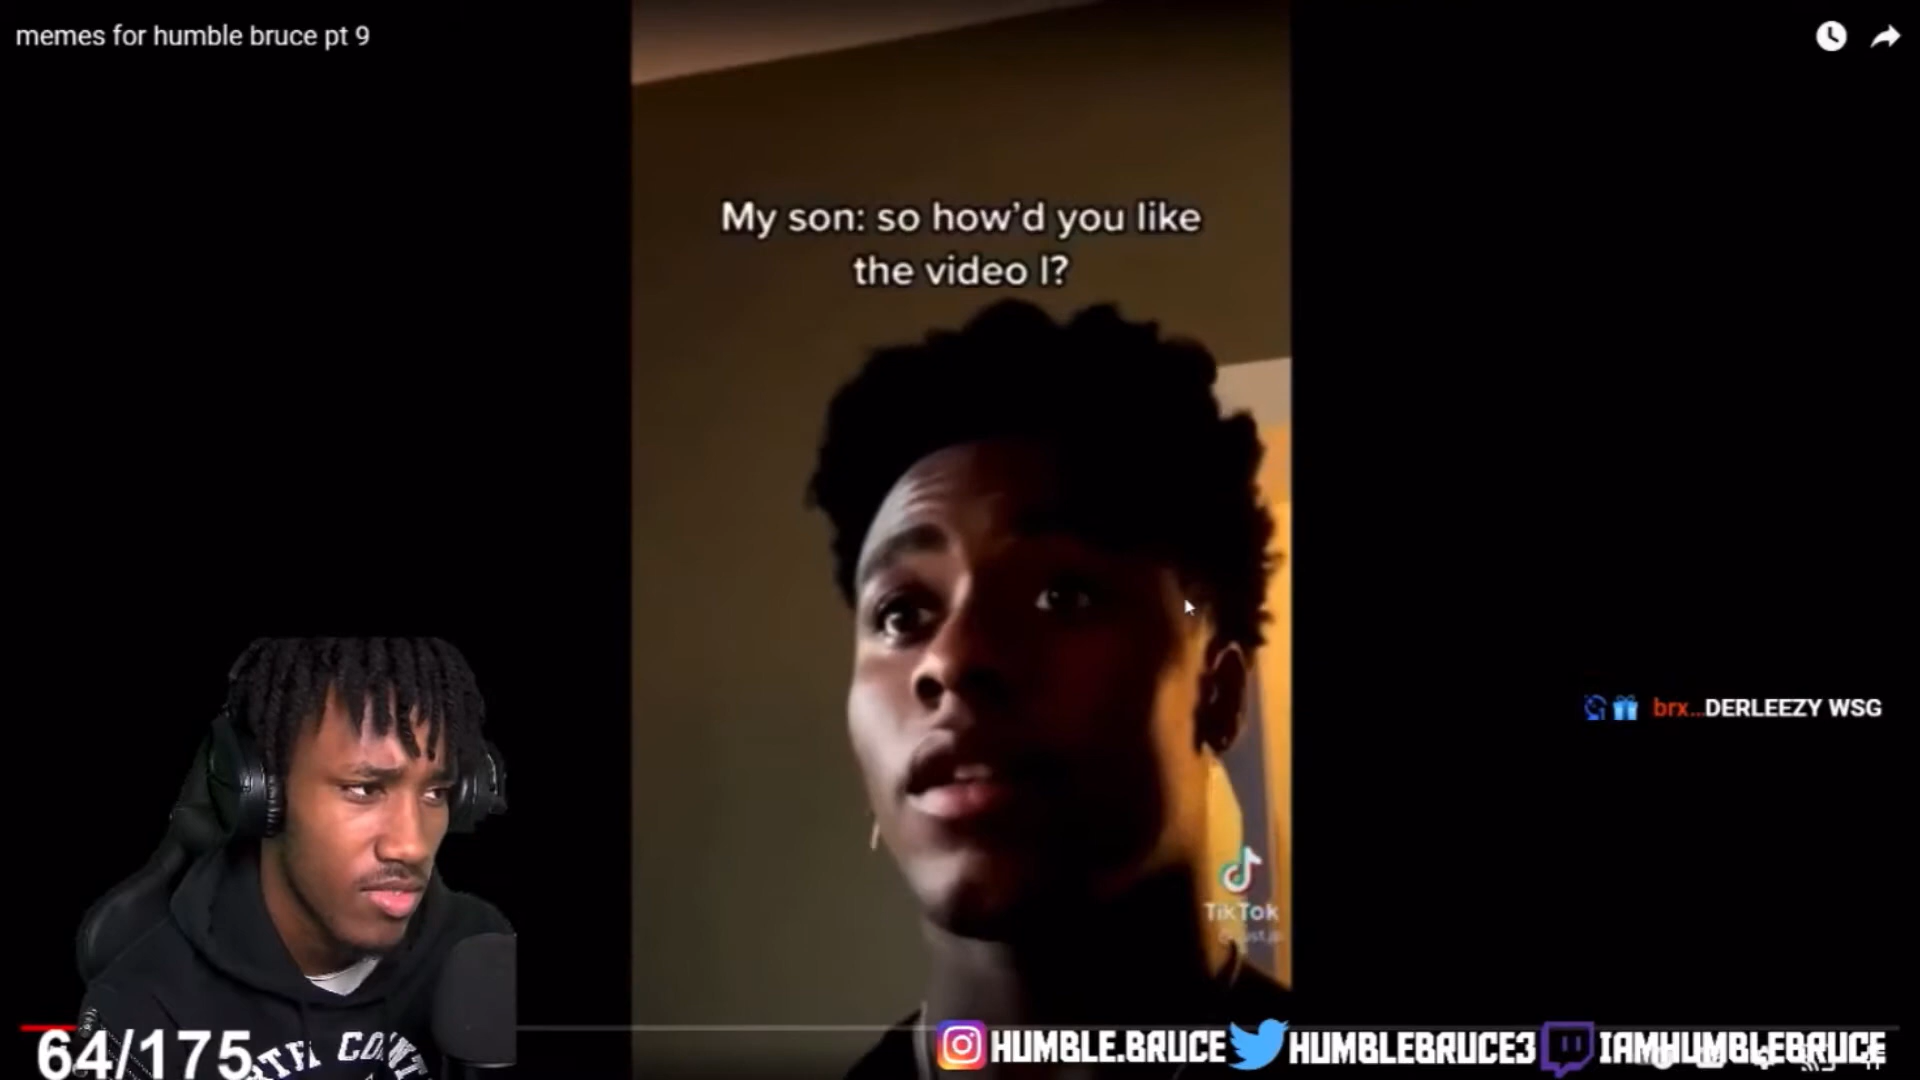 memes for humble bruce pt 9
My son: so how'd you like
the video I?
brx...DERLEEZY WSG
TikTok
64/175
HUMBLE.BRUCE
HUMBLEBRUCE3
IAMHUMBLEBRUCE